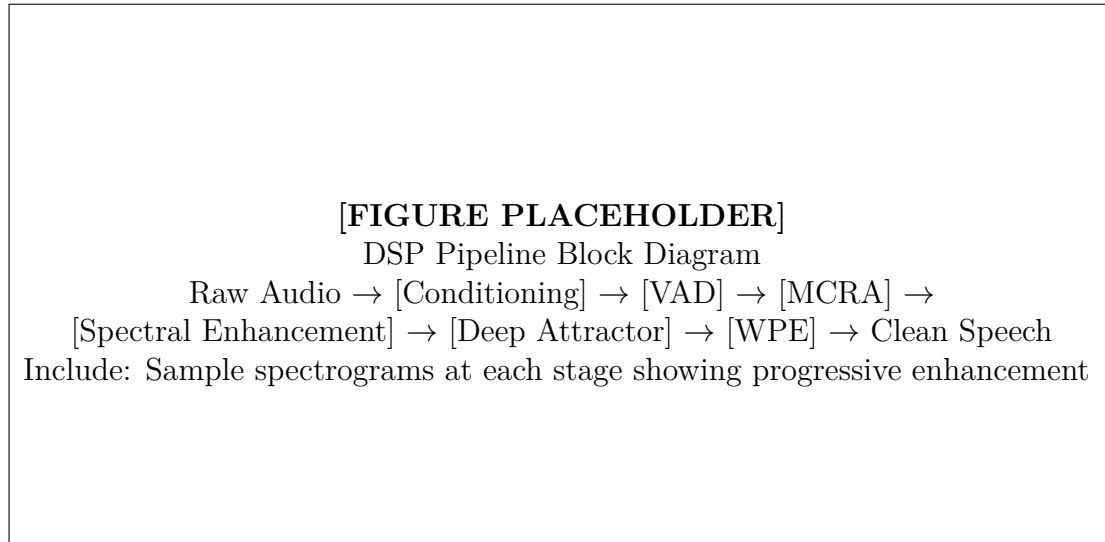 [FIGURE PLACEHOLDER]
DSP Pipeline Block Diagram
Raw Audio → [Conditioning] → [VAD] → [MCRA] →
[Spectral Enhancement] → [Deep Attractor] → [WPE] → Clean Speech
Include: Sample spectrograms at each stage showing progressive enhancement